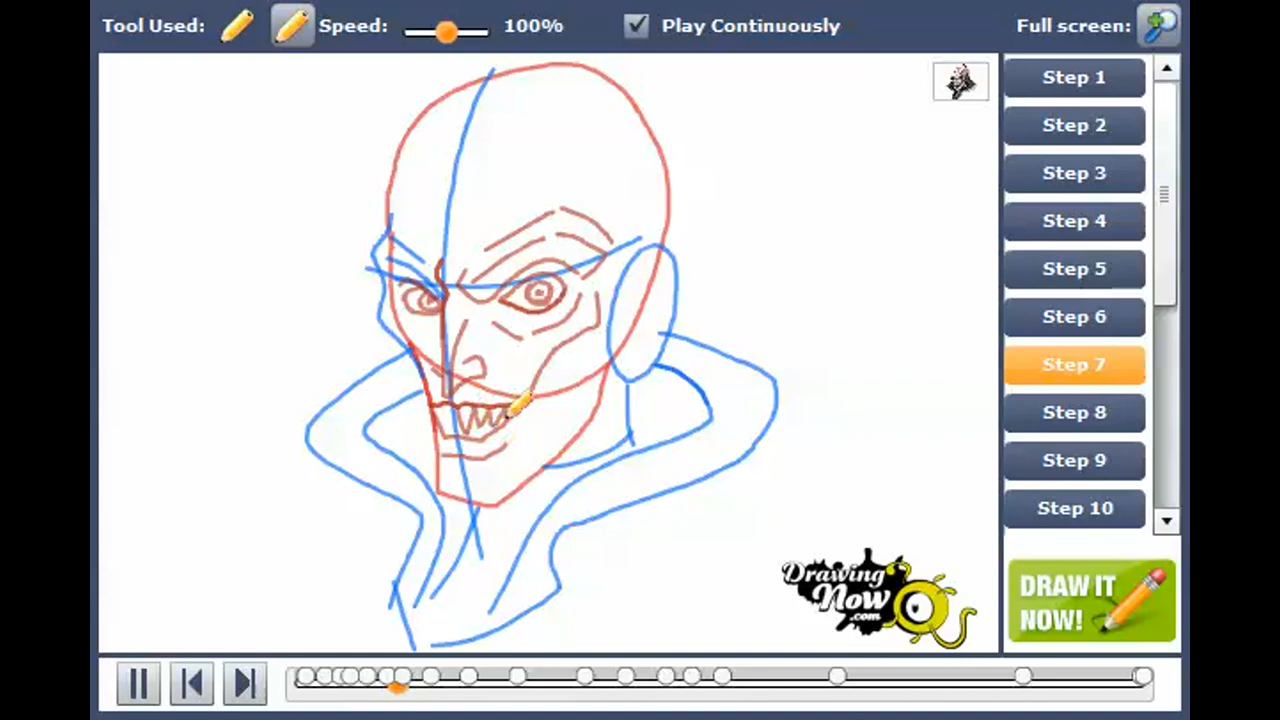 Tool Used: Speed: 100% Play Continuously Full screen:
Step 1
Step 2
Step 3
Step 4
Step 5
Step 6
Step 7
Step 8
Step 9
Step 10
Drawing
Now
.com
DRAW IT
NOW!